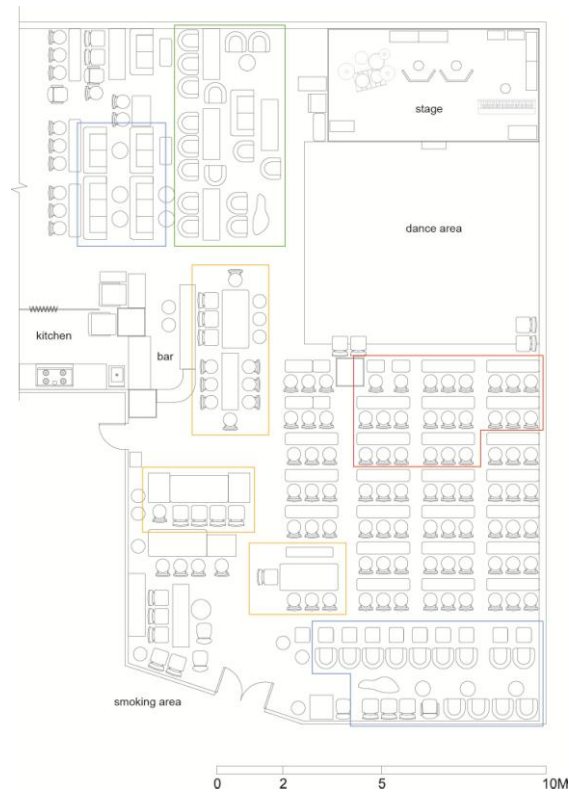 stage
dance area
kitchen
bar
smoking area
0 2 5 10M